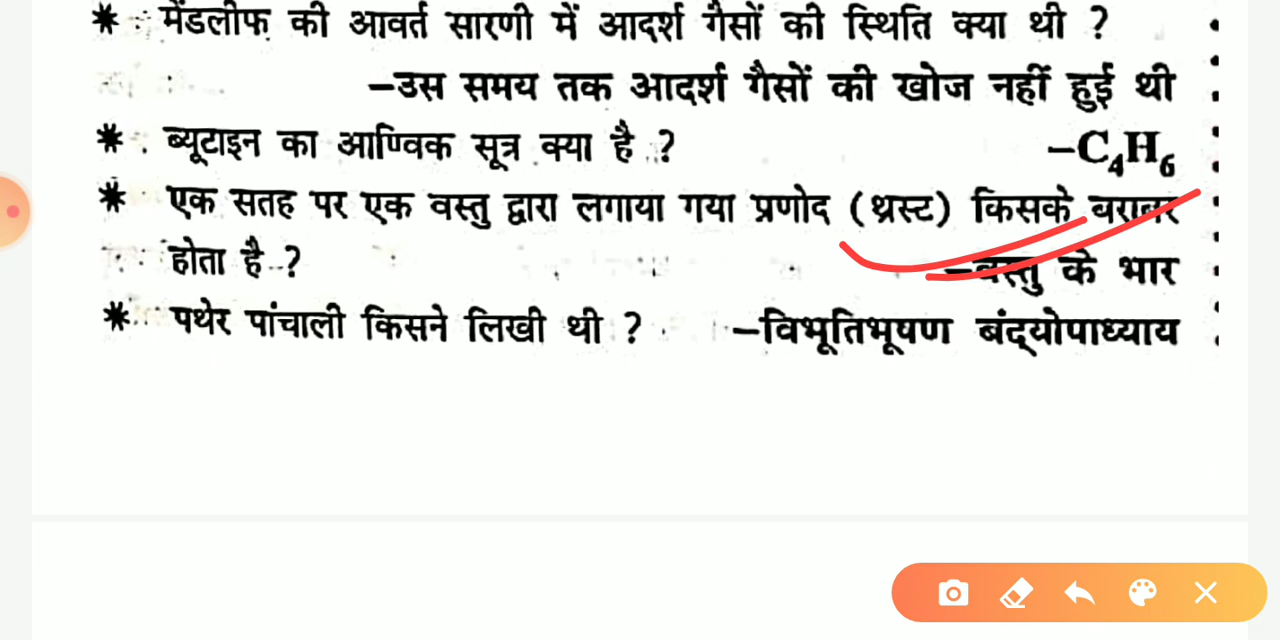 * मेंडलीफ की आवर्त सारणी में आदर्श गैसों की स्थिति क्या थी ?
–उस समय तक आदर्श गैसों की खोज नहीं हुई थी
* ब्यूटाइन का आण्विक सूत्र क्या है ?  –C₄H₆
* एक सतह पर एक वस्तु द्वारा लगाया गया प्रणोद (थ्रस्ट) किसके बराबर
होता है ?  –वस्तु के भार
* पथेर पांचाली किसने लिखी थी ?  –विभूतिभूषण बंद्योपाध्याय